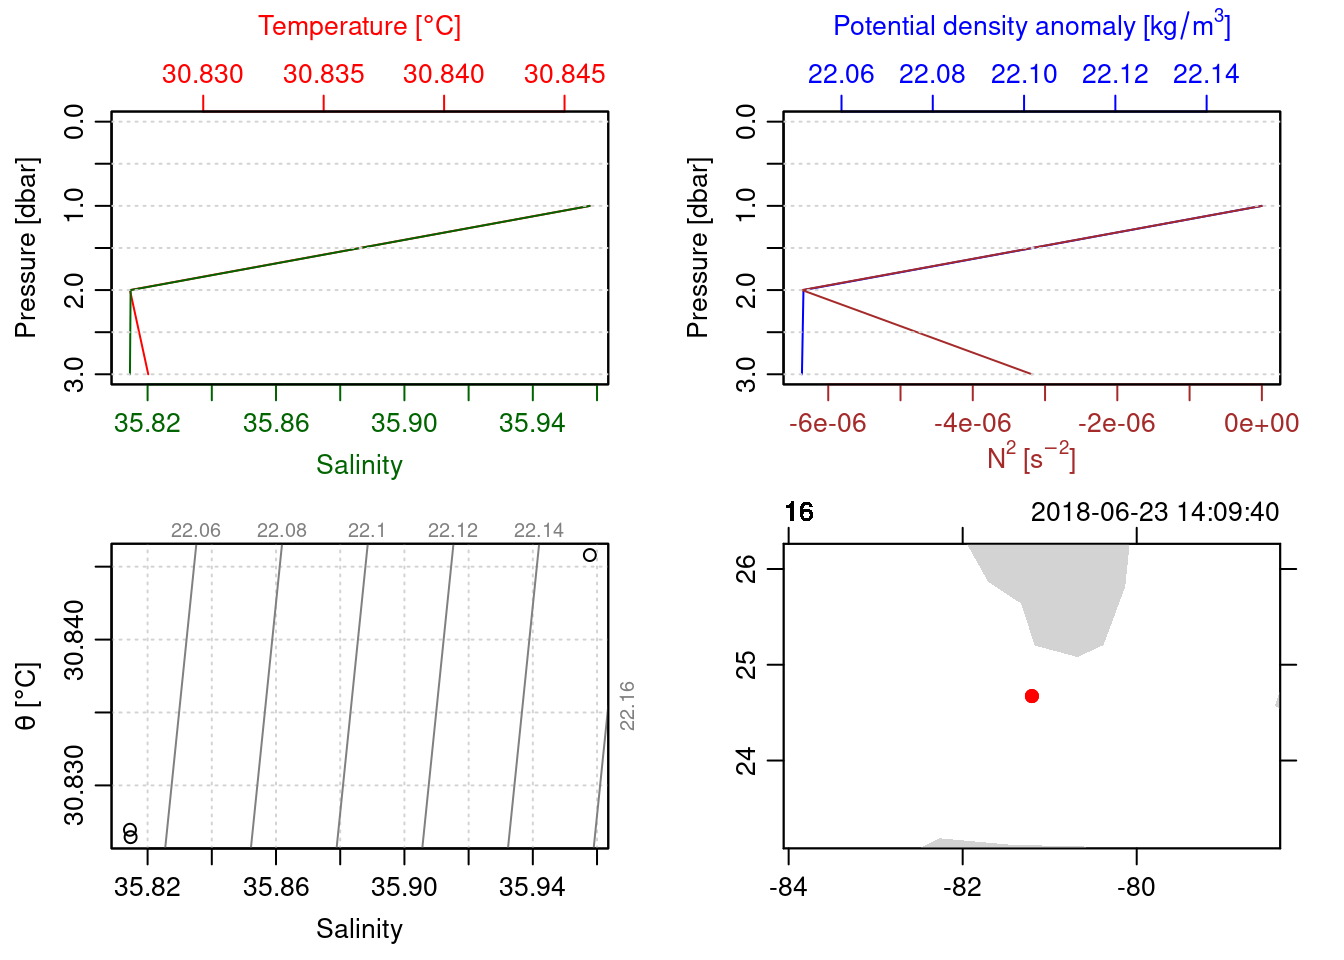 Temperature [°C]
30.830 30.835 30.840 30.845
Pressure [dbar]
0.0 1.0 2.0 3.0
35.82 35.86 35.90 35.94
Salinity
Potential density anomaly [kg/m³]
22.06 22.08 22.10 22.12 22.14
Pressure [dbar]
0.0 1.0 2.0 3.0
-6e-06 -4e-06 -2e-06 0e+00
N² [s⁻²]
22.06 22.08 22.1 22.12 22.14
22.16
θ [°C]
30.840
30.830
35.82 35.86 35.90 35.94
Salinity
16 2018-06-23 14:09:40
26
25
24
-84 -82 -80